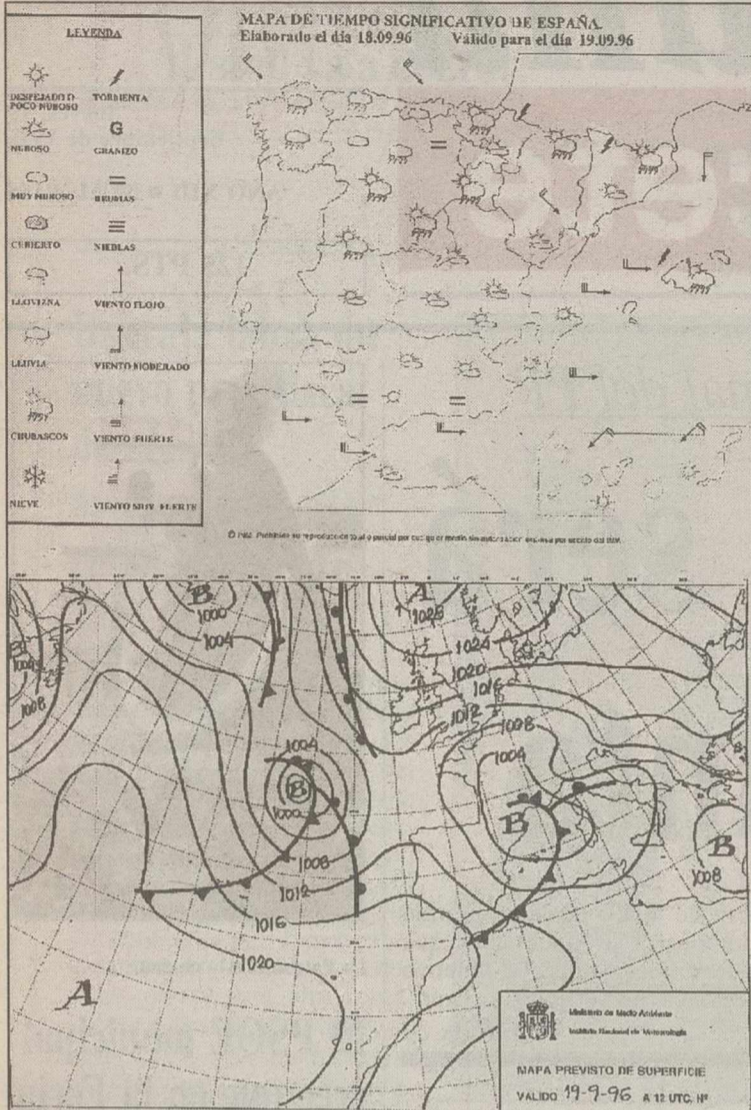 MAPA DE TIEMPO SIGNIFICATIVO DE ESPAÑA.
Elaborado el día 18.09.96 Válido para el día 19.09.96
LEYENDA
DESPEJADO O
POCO NUBOSO
TORMENTA
NUBOSO
G
GRANIZO
MUY NUBOSO
BRUMAS
CUBIERTO
NIEBLAS
LLOVIZNA
VIENTO FLOJO
LLUVIA
VIENTO MODERADO
CHUBASCOS
VIENTO FUERTE
NIEVE
VIENTO MUY FUERTE
B
1000
1004
A
1028
1024
1020
1016
1012
1008
1004
B
1004
1008
1004
B
1000
1008
1012
1016
1020
A
B
B
1008
Ministerio de Medio Ambiente
Instituto Nacional de Meteorología
MAPA PREVISTO DE SUPERFICIE
VALIDO 19-9-96 A 12 UTC. Nº